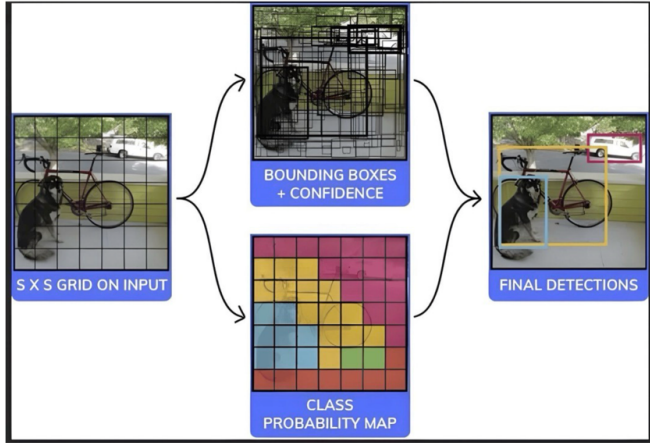 S X S GRID ON INPUT
BOUNDING BOXES
+ CONFIDENCE
CLASS
PROBABILITY MAP
FINAL DETECTIONS